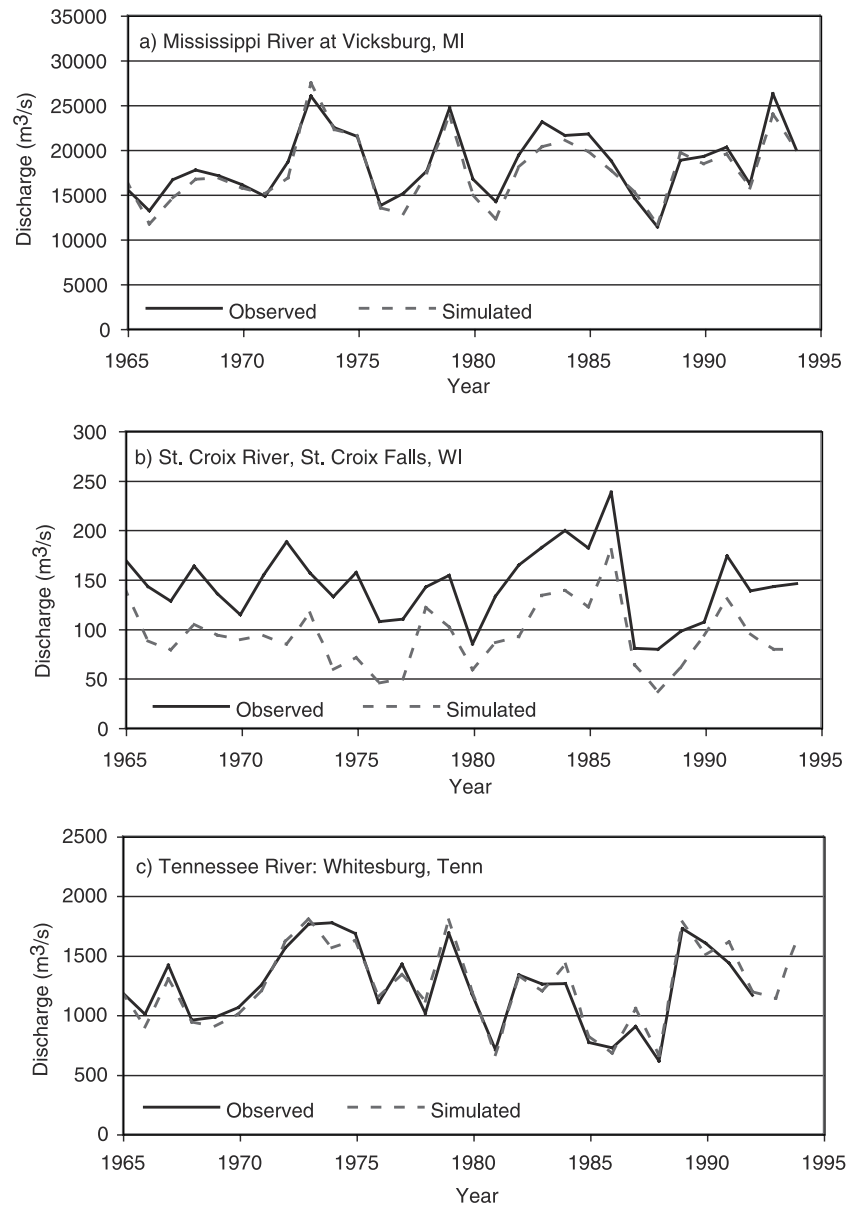 a) Mississippi River at Vicksburg, MI
35000
30000
25000
20000
15000
10000
5000
0
Discharge (m3/s)
Observed
Simulated
1965 1970 1975 1980 1985 1990 1995
Year
b) St. Croix River, St. Croix Falls, WI
300
250
200
150
100
50
0
Discharge (m3/s)
Observed
Simulated
1965 1970 1975 1980 1985 1990 1995
Year
c) Tennessee River: Whitesburg, Tenn
2500
2000
1500
1000
500
0
Discharge (m3/s)
Observed
Simulated
1965 1970 1975 1980 1985 1990 1995
Year